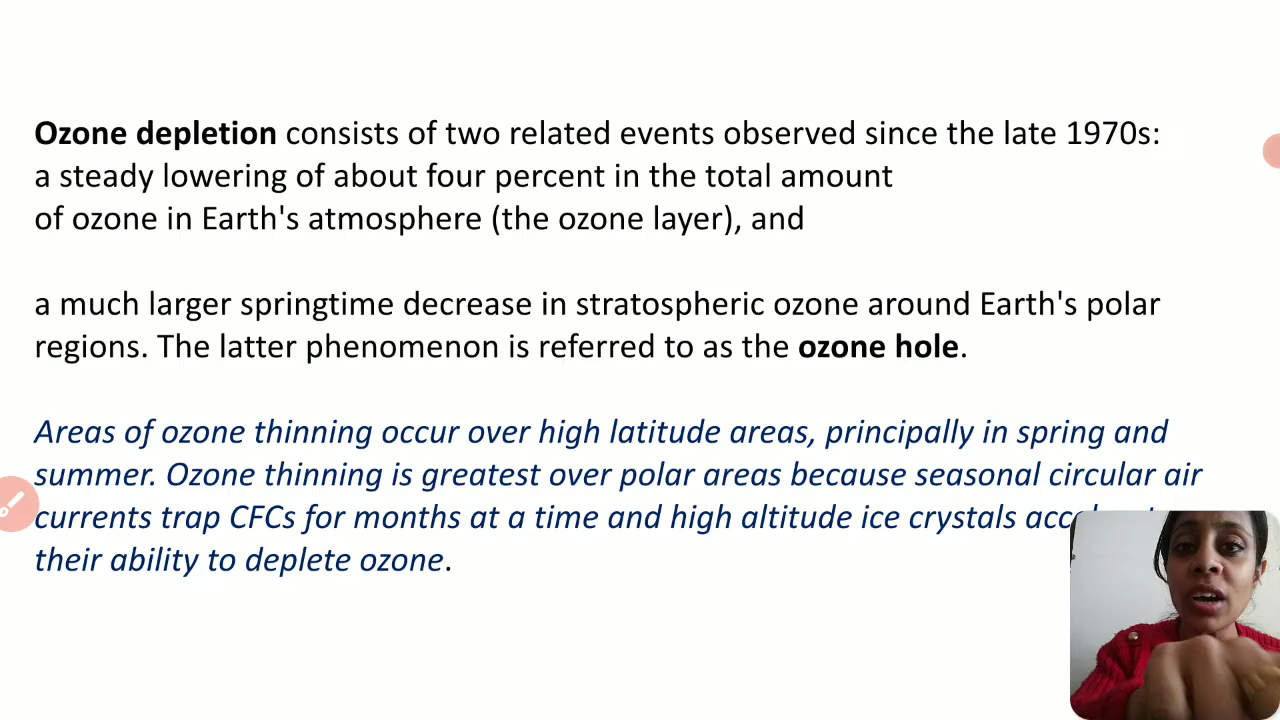 Ozone depletion consists of two related events observed since the late 1970s:
a steady lowering of about four percent in the total amount
of ozone in Earth's atmosphere (the ozone layer), and
a much larger springtime decrease in stratospheric ozone around Earth's polar
regions. The latter phenomenon is referred to as the ozone hole.
Areas of ozone thinning occur over high latitude areas, principally in spring and
summer. Ozone thinning is greatest over polar areas because seasonal circular air
currents trap CFCs for months at a time and high altitude ice crystals
their ability to deplete ozone.